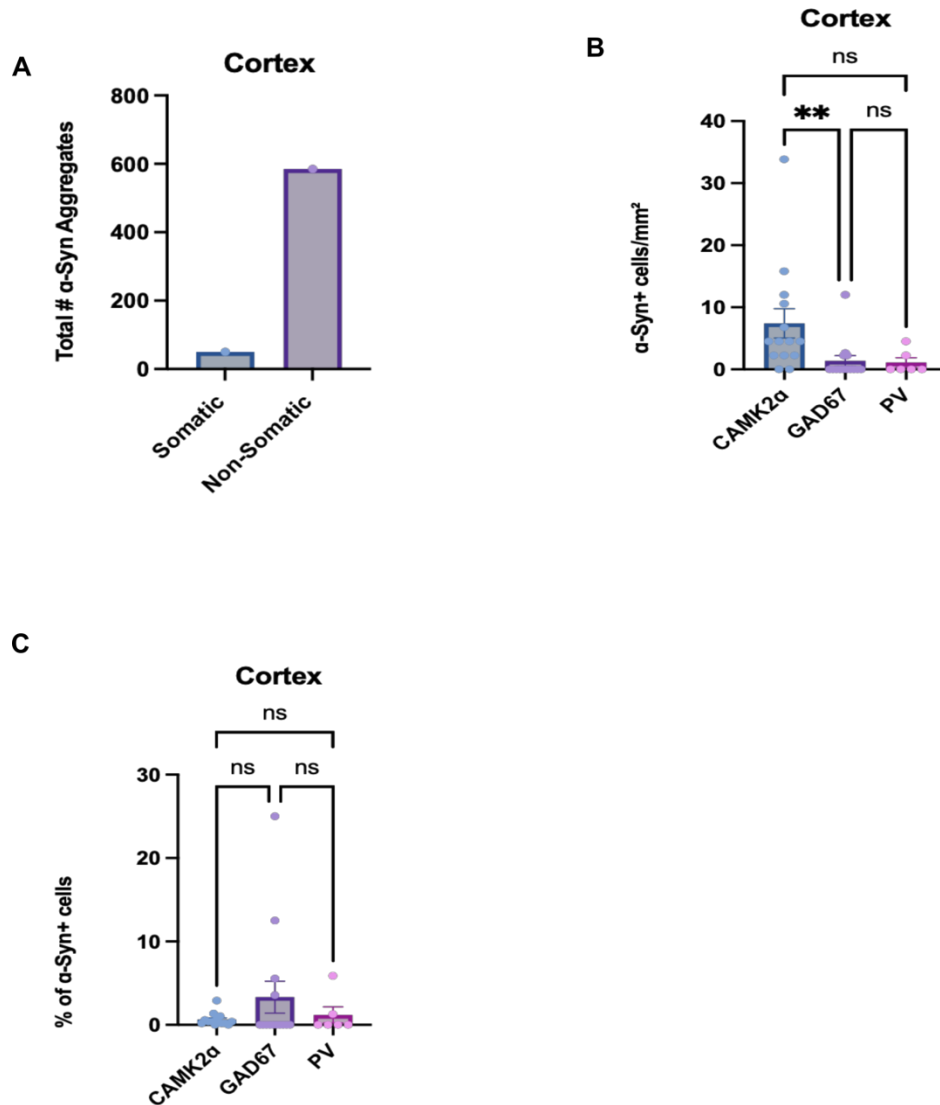 A
Cortex
Total # α-Syn Aggregates
800
600
400
200
0
Somatic
Non-Somatic
B
Cortex
ns
** ns
α-Syn+ cells/mm²
40
30
20
10
0
CAMK2α
GAD67
PV
C
Cortex
ns
ns ns
% of α-Syn+ cells
30
20
10
0
CAMK2α
GAD67
PV